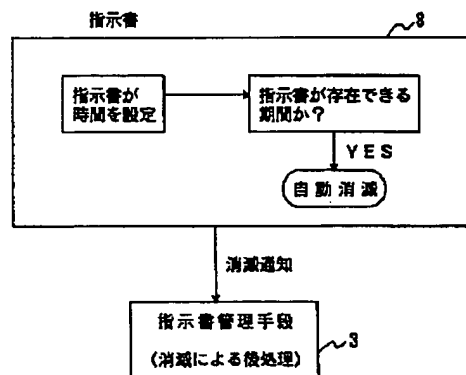 指示書
8
指示書が
時間を設定
指示書が存在できる
期間か？
YES
自動消滅
消滅通知
指示書管理手段
(消滅による後処理)
3